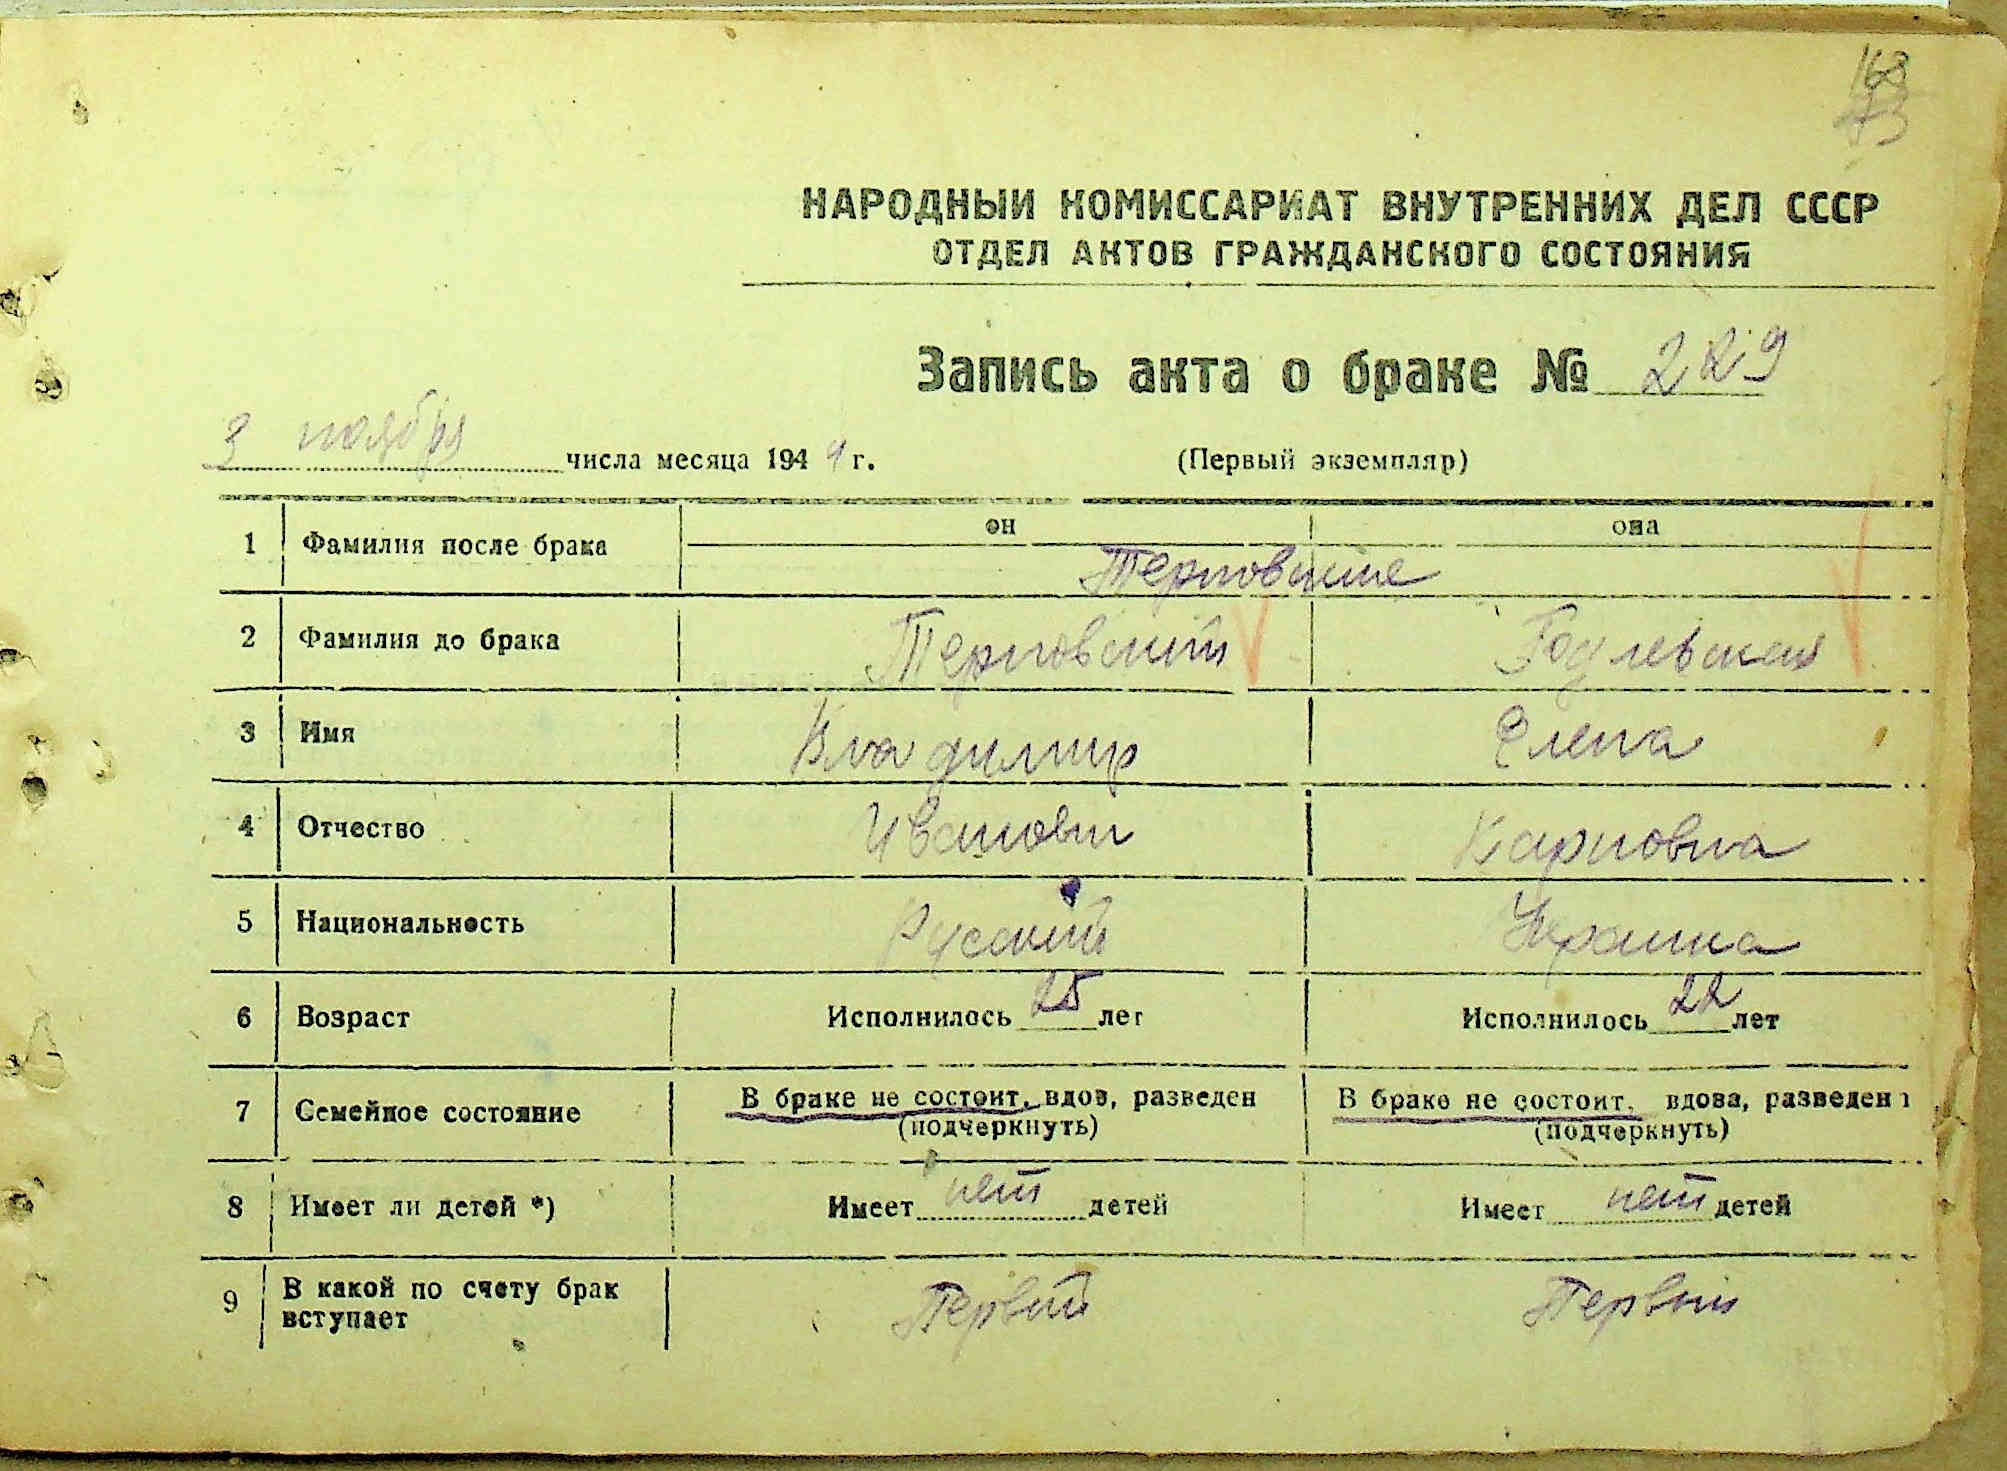 168
НАРОДНЫЙ КОМИССАРИАТ ВНУТРЕННИХ ДЕЛ СССР
ОТДЕЛ АКТОВ ГРАЖДАНСКОГО СОСТОЯНИЯ
Запись акта о браке № 229
3 ноября числа месяца 1944 г. (Первый экземпляр)
он она
1 Фамилия после брака Терновские
2 Фамилия до брака Терновский Годлевская
3 Имя Владимир Елена
4 Отчество Иванович Карповна
5 Национальность Русский Украинка
6 Возраст Исполнилось 25 лет Исполнилось 22 лет
7 Семейное состояние В браке не состоит, вдов, разведен В браке не состоит, вдова, разведен
(подчеркнуть) (подчеркнуть)
8 Имеет ли детей *) Имеет нет детей Имеет нет детей
9 В какой по счету брак
вступает Первый Первый